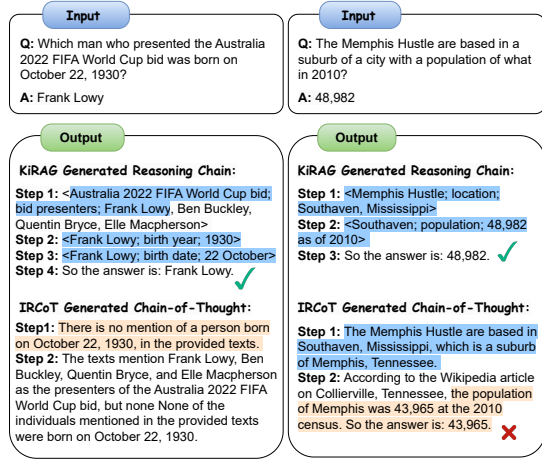 Input
Q: Which man who presented the Australia
2022 FIFA World Cup bid was born on
October 22, 1930?
A: Frank Lowy
Output
KiRAG Generated Reasoning Chain:
Step 1: <Australia 2022 FIFA World Cup bid;
bid presenters; Frank Lowy, Ben Buckley,
Quentin Bryce, Elle Macpherson>
Step 2: <Frank Lowy; birth year; 1930>
Step 3: <Frank Lowy; birth date; 22 October>
Step 4: So the answer is: Frank Lowy.
IRCoT Generated Chain-of-Thought:
Step1: There is no mention of a person born
on October 22, 1930, in the provided texts.
Step 2: The texts mention Frank Lowy, Ben
Buckley, Quentin Bryce, and Elle Macpherson
as the presenters of the Australia 2022 FIFA
World Cup bid, but none None of the
individuals mentioned in the provided texts
were born on October 22, 1930.
Input
Q: The Memphis Hustle are based in a
suburb of a city with a population of what
in 2010?
A: 48,982
Output
KiRAG Generated Reasoning Chain:
Step 1: <Memphis Hustle; location;
Southaven, Mississippi>
Step 2: <Southaven; population; 48,982
as of 2010>
Step 3: So the answer is: 48,982.
IRCoT Generated Chain-of-Thought:
Step 1: The Memphis Hustle are based in
Southaven, Mississippi, which is a suburb
of Memphis, Tennessee.
Step 2: According to the Wikipedia article
on Collierville, Tennessee, the population
of Memphis was 43,965 at the 2010
census. So the answer is: 43,965.